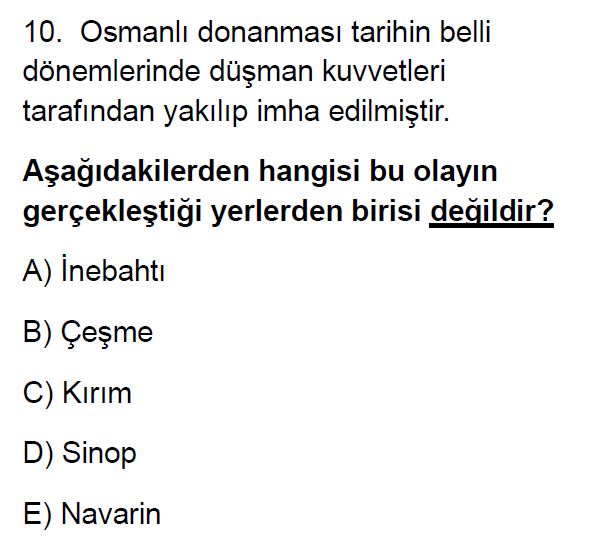 10.  Osmanlı donanması tarihin belli
dönemlerinde düşman kuvvetleri
tarafından yakılıp imha edilmiştir.
Aşağıdakilerden hangisi bu olayın
gerçekleştiği yerlerden birisi değildir?
A) İnebahtı
B) Çeşme
C) Kırım
D) Sinop
E) Navarin